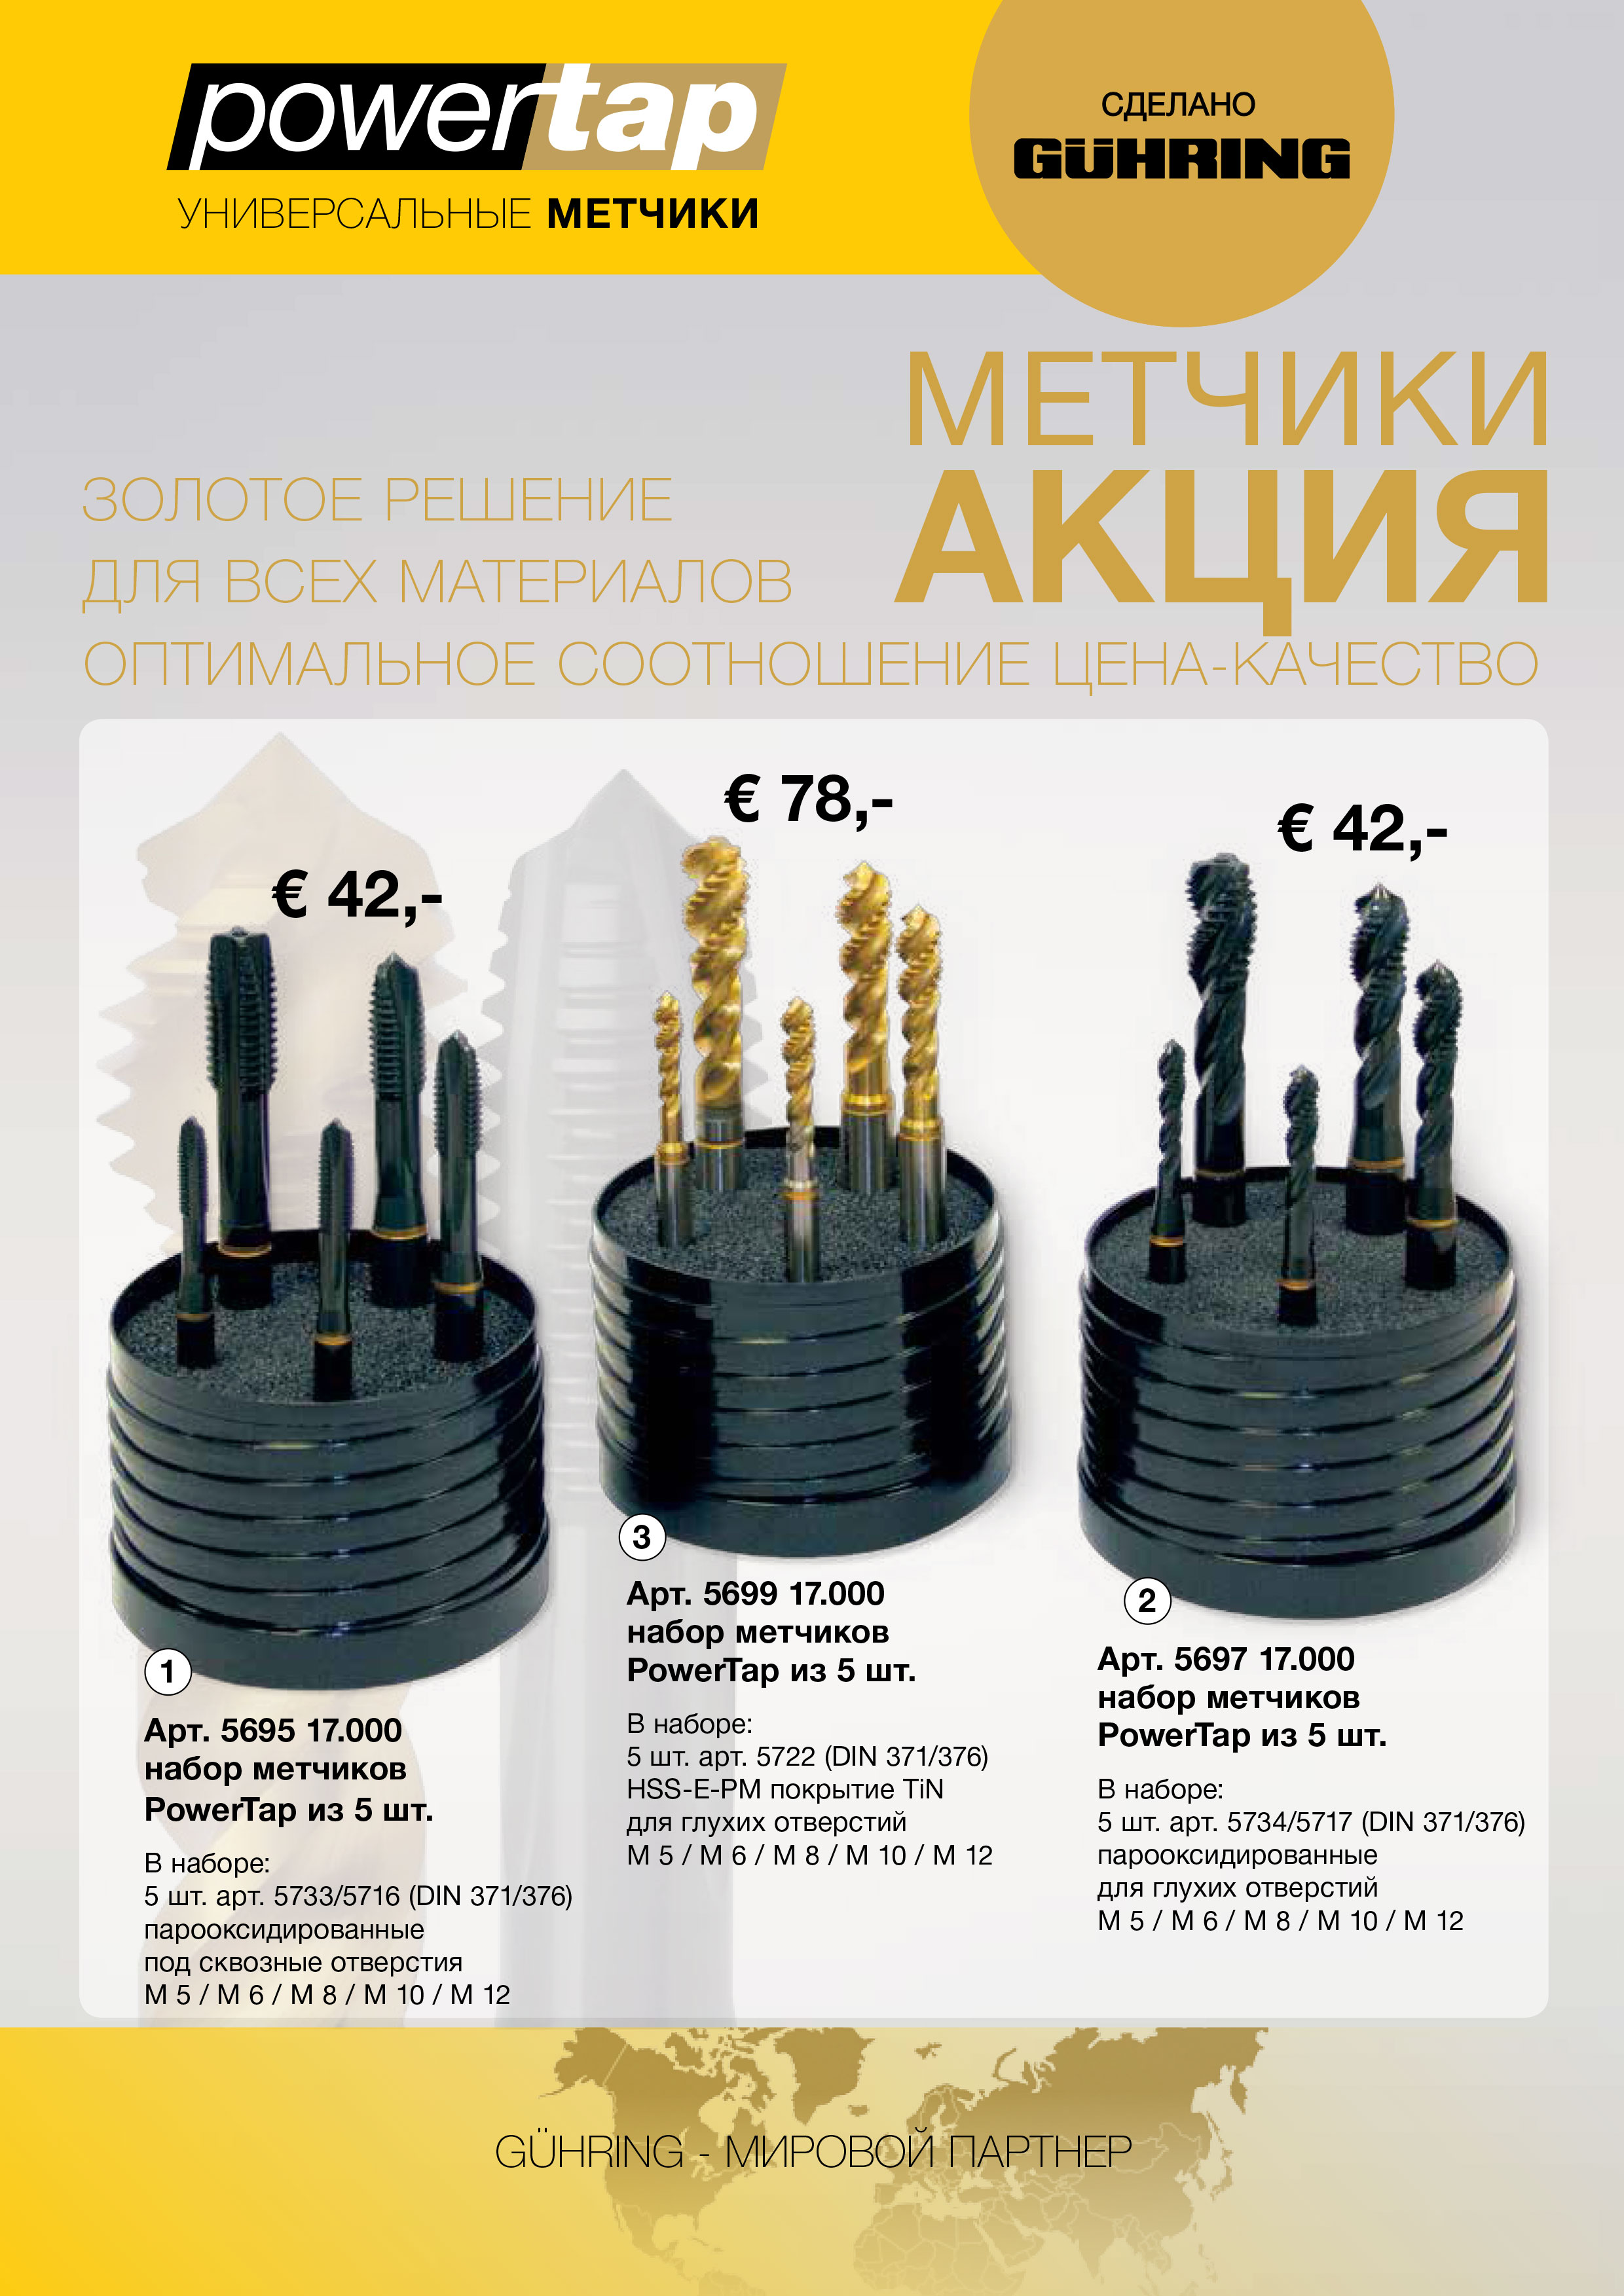 powertap
УНИВЕРСАЛЬНЫЕ МЕТЧИКИ
СДЕЛАНО
GÜHRING
МЕТЧИКИ
АКЦИЯ
ЗОЛОТОЕ РЕШЕНИЕ
ДЛЯ ВСЕХ МАТЕРИАЛОВ
ОПТИМАЛЬНОЕ СООТНОШЕНИЕ ЦЕНА-КАЧЕСТВО
€ 42,-
1
Арт. 5695 17.000
набор метчиков
PowerTap из 5 шт.
В наборе:
5 шт. арт. 5733/5716 (DIN 371/376)
парооксидированные
под сквозные отверстия
М 5 / М 6 / М 8 / М 10 / М 12
€ 78,-
3
Арт. 5699 17.000
набор метчиков
PowerTap из 5 шт.
В наборе:
5 шт. арт. 5722 (DIN 371/376)
HSS-E-PM покрытие TiN
для глухих отверстий
М 5 / М 6 / М 8 / М 10 / М 12
€ 42,-
2
Арт. 5697 17.000
набор метчиков
PowerTap из 5 шт.
В наборе:
5 шт. арт. 5734/5717 (DIN 371/376)
парооксидированные
для глухих отверстий
М 5 / М 6 / М 8 / М 10 / М 12
GÜHRING - МИРОВОЙ ПАРТНЕР